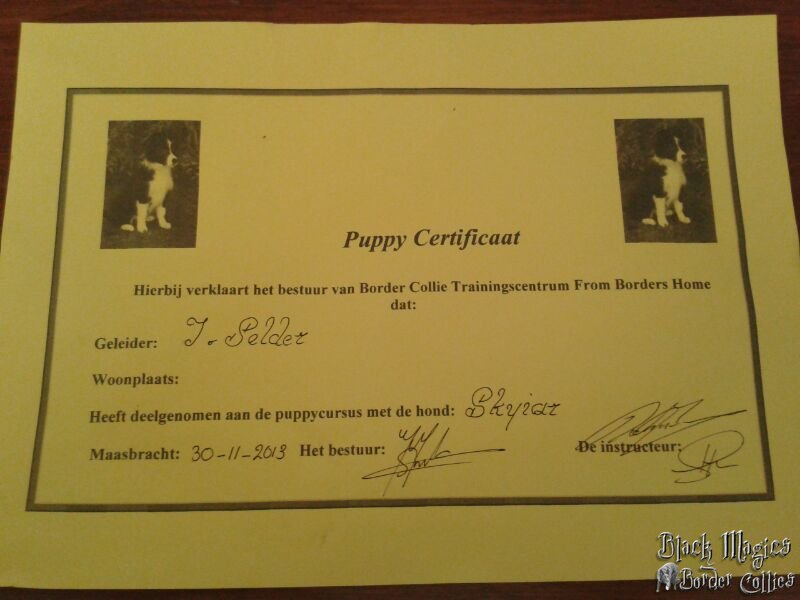 Puppy Certificaat
Hierbij verklaart het bestuur van Border Collie Trainingscentrum From Borders Home
dat:
Geleider: J. Pelder
Woonplaats:
Heeft deelgenomen aan de puppycursus met de hond: Skyiar
Maasbracht: 30-11-2013 Het bestuur: De instructeur:
Black Magics
Border Collies